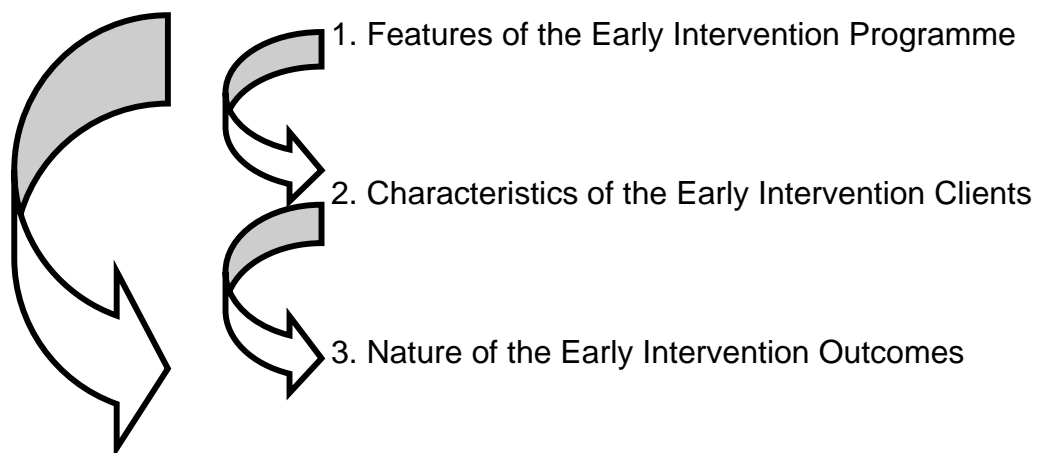 1. Features of the Early Intervention Programme
2. Characteristics of the Early Intervention Clients
3. Nature of the Early Intervention Outcomes